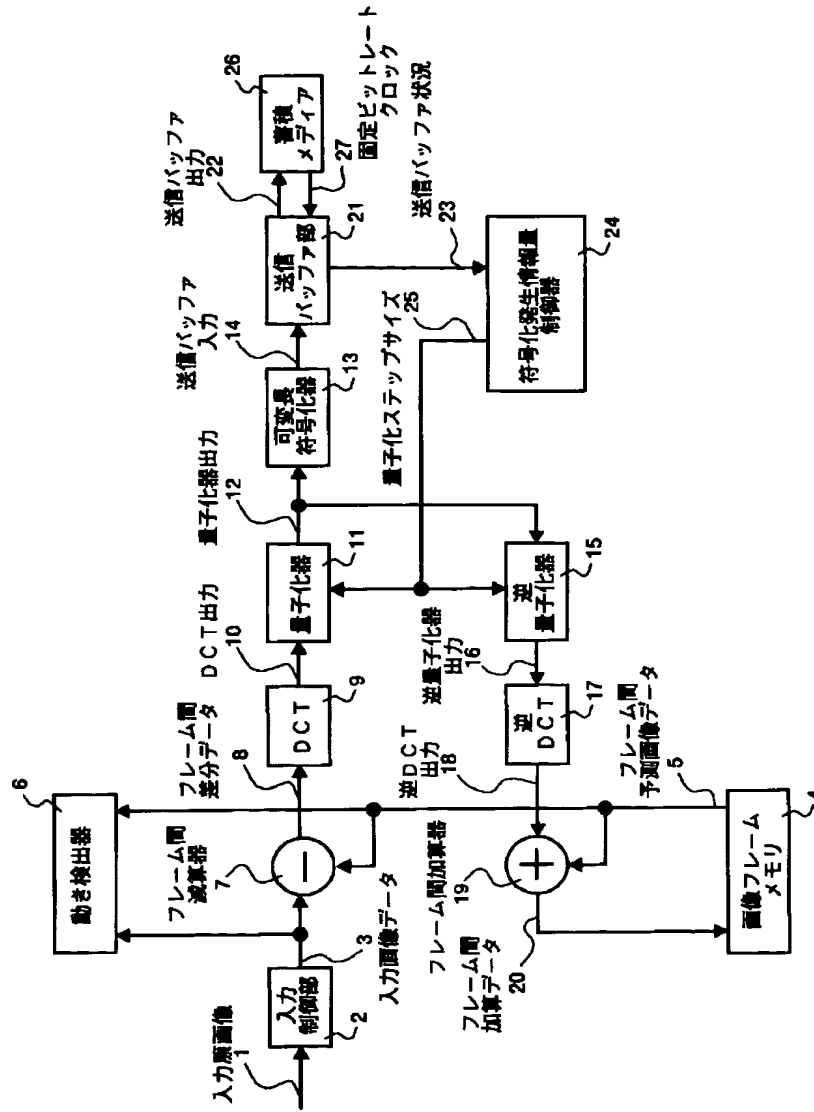 入力原画像
1
入力
制御部
2
3
入力画像データ
動き検出器
6
フレーム間
減算器
7
フレーム間
差分データ
8
DCT
9
DCT出力
10
量子化器
11
量子化器出力
12
可変長
符号化器
13
送信バッファ
入力
14
送信
バッファ部
21
送信バッファ
出力
22
蓄積
メディア
26
27
固定ビットレート
クロック
送信バッファ状況
23
符号化発生情報量
制御器
24
量子化ステップサイズ
25
逆
量子化器
15
逆量子化器
出力
16
逆
DCT
17
逆DCT
出力
18
フレーム間加算器
19
フレーム間
加算データ
20
フレーム間
予測画像データ
5
画像フレーム
メモリ
4